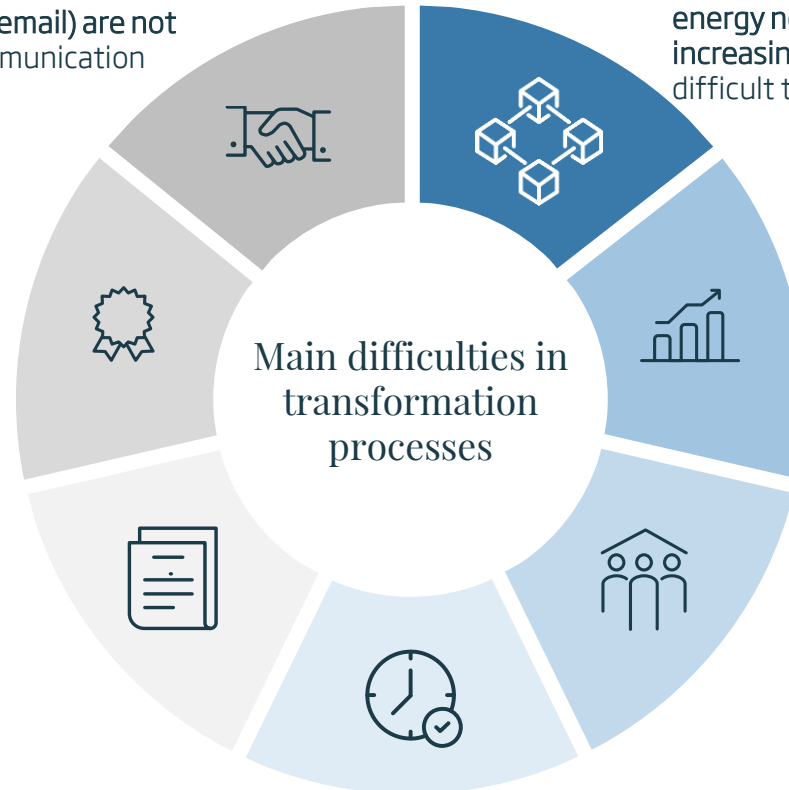 email) are not
munication
energy n
increasin
difficult t
Main difficulties in
transformation
processes